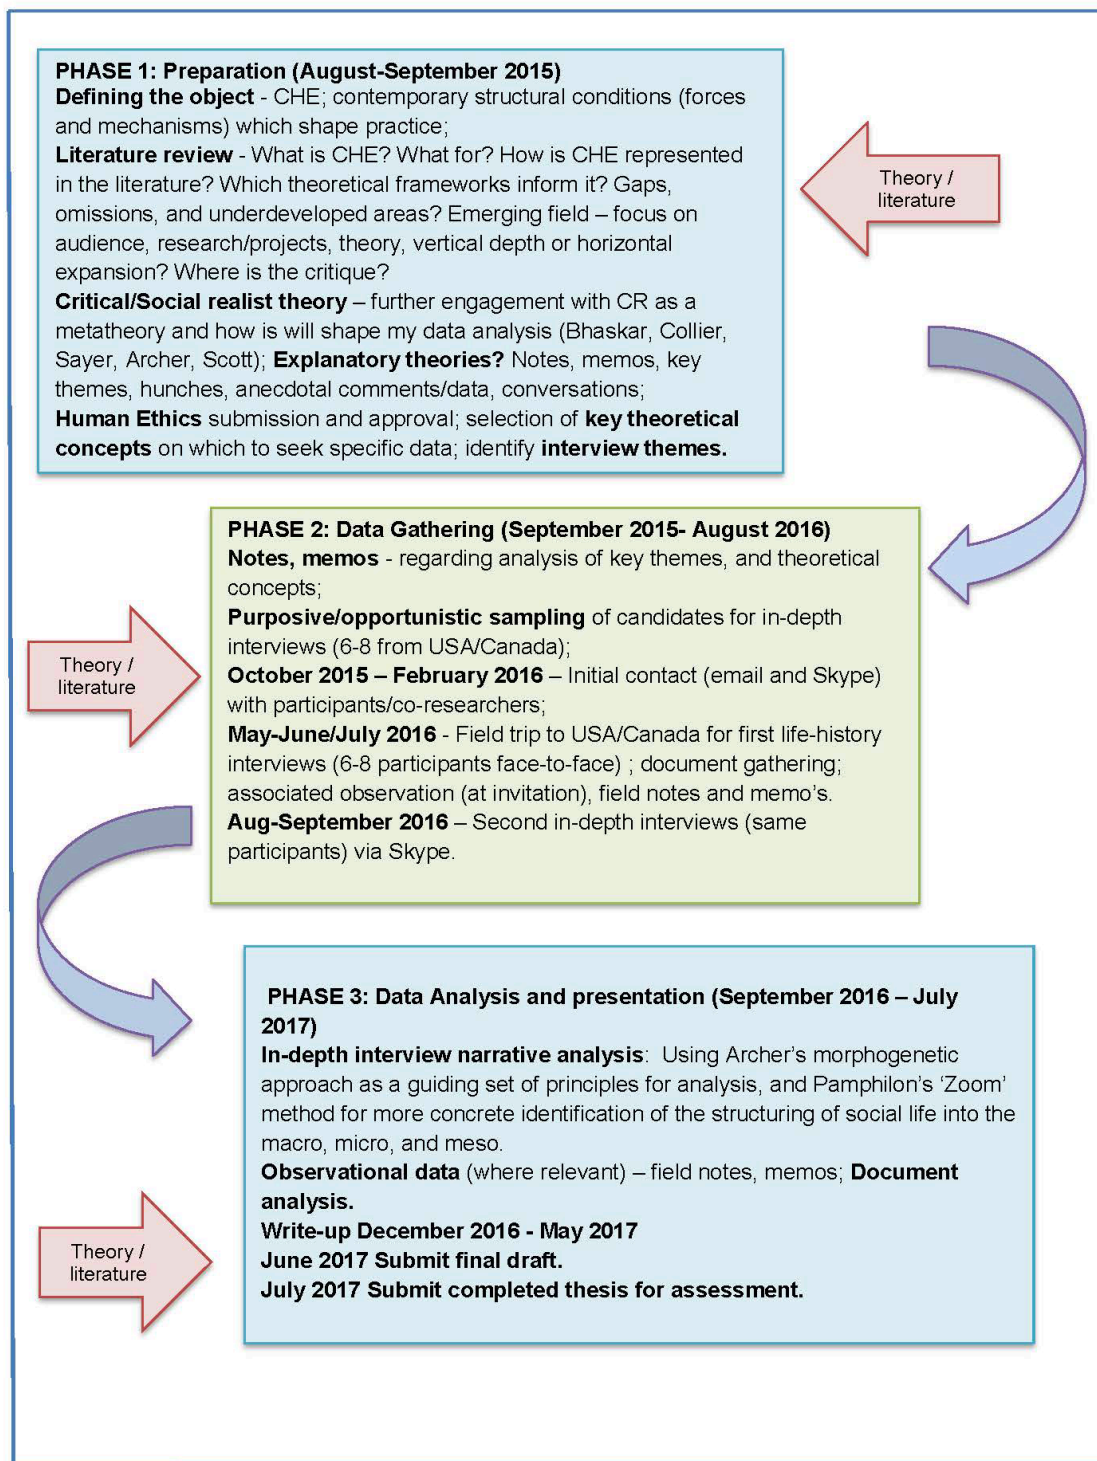 PHASE 1: Preparation (August-September 2015)
Defining the object - CHE; contemporary structural conditions (forces
and mechanisms) which shape practice;
Literature review - What is CHE? What for? How is CHE represented
in the literature? Which theoretical frameworks inform it? Gaps,
omissions, and underdeveloped areas? Emerging field – focus on
audience, research/projects, theory, vertical depth or horizontal
expansion? Where is the critique?
Critical/Social realist theory – further engagement with CR as a
metatheory and how is will shape my data analysis (Bhaskar, Collier,
Sayer, Archer, Scott); Explanatory theories? Notes, memos, key
themes, hunches, anecdotal comments/data, conversations;
Human Ethics submission and approval; selection of key theoretical
concepts on which to seek specific data; identify interview themes.
Theory /
literature
PHASE 2: Data Gathering (September 2015- August 2016)
Notes, memos - regarding analysis of key themes, and theoretical
concepts;
Purposive/opportunistic sampling of candidates for in-depth
interviews (6-8 from USA/Canada);
October 2015 – February 2016 – Initial contact (email and Skype)
with participants/co-researchers;
May-June/July 2016 - Field trip to USA/Canada for first life-history
interviews (6-8 participants face-to-face) ; document gathering;
associated observation (at invitation), field notes and memo's.
Aug-September 2016 – Second in-depth interviews (same
participants) via Skype.
Theory /
literature
PHASE 3: Data Analysis and presentation (September 2016 – July
2017)
In-depth interview narrative analysis: Using Archer's morphogenetic
approach as a guiding set of principles for analysis, and Pamphilon's 'Zoom'
method for more concrete identification of the structuring of social life into the
macro, micro, and meso.
Observational data (where relevant) – field notes, memos; Document
analysis.
Write-up December 2016 - May 2017
June 2017 Submit final draft.
July 2017 Submit completed thesis for assessment.
Theory /
literature